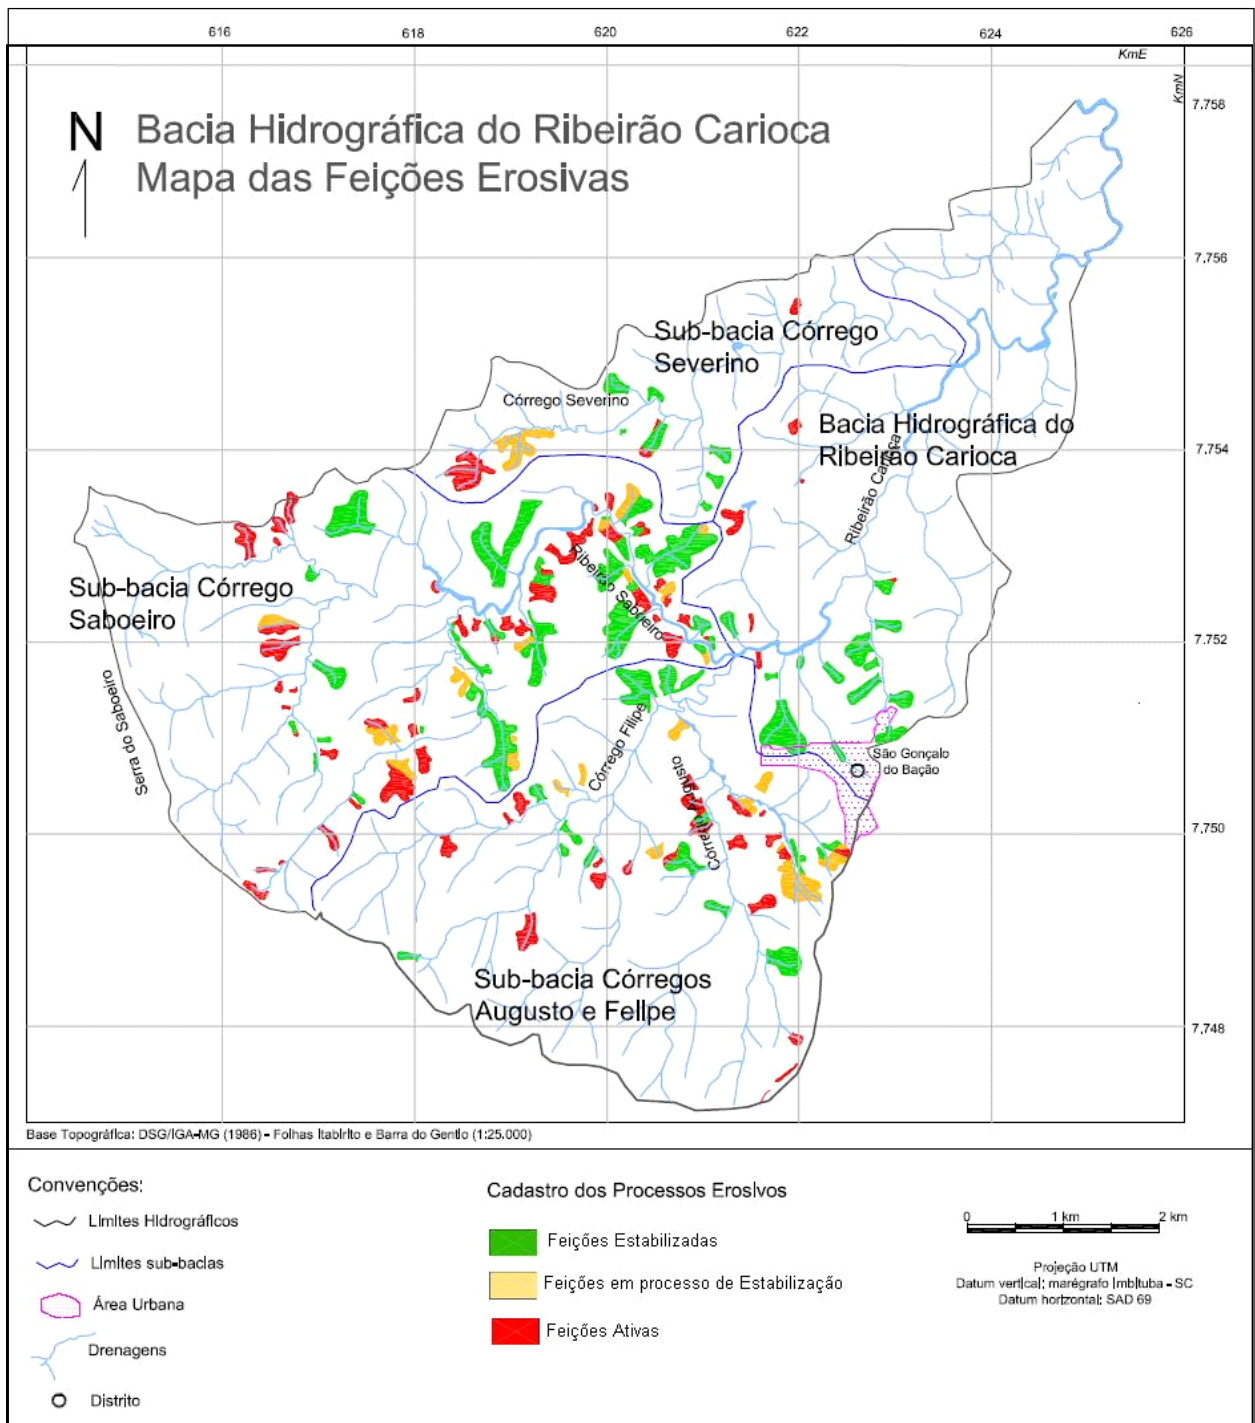 616 618 620 622 624 626
KmE
KmN
7,758
N
Bacia Hidrográfica do Ribeirão Carioca
Mapa das Feições Erosivas
7,756
Sub-bacia Córrego
Severino
Córrego Severino
Bacia Hidrográfica do
Ribeirão Carioca
7,754
Ribeirão Carioca
Ribeirão Saboeiro
Sub-bacia Córrego
Saboeiro
7,752
Serra do Saboeiro
Córrego Filipe
Córrego Augusto
São Gonçalo
do Bação
7,750
Sub-bacia Córregos
Augusto e Felipe
7,748
Base Topográfica: DSG/IGA-MG (1986) - Folhas Itabirito e Barra do Gentio (1:25.000)
Convenções:
Limites Hidrográficos
Limites sub-bacias
Área Urbana
Drenagens
Distrito
Cadastro dos Processos Erosivos
Feições Estabilizadas
Feições em processo de Estabilização
Feições Ativas
0 1 km 2 km
Projeção UTM
Datum vertical: marégrafo Imbituba - SC
Datum horizontal: SAD 69